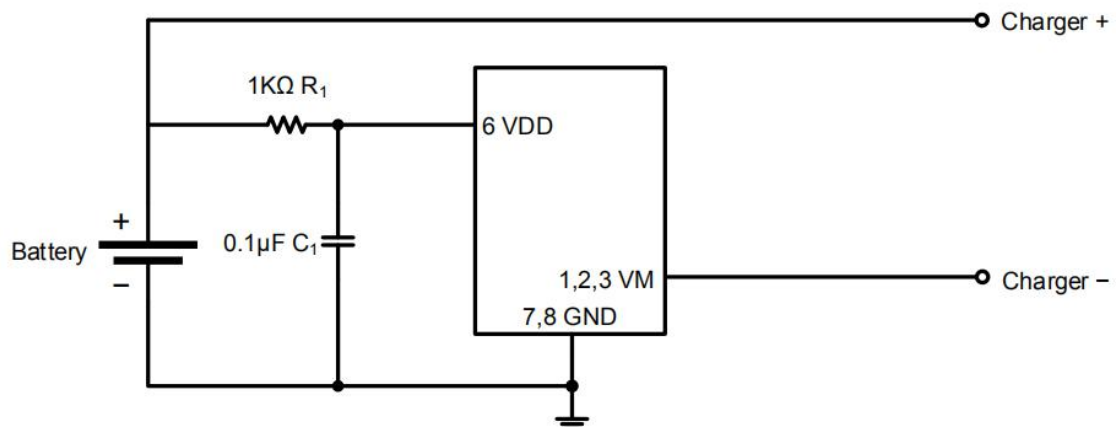 Charger +
1KΩ R₁
6 VDD
+
Battery
0.1μF C₁
−
1,2,3 VM
Charger −
7,8 GND